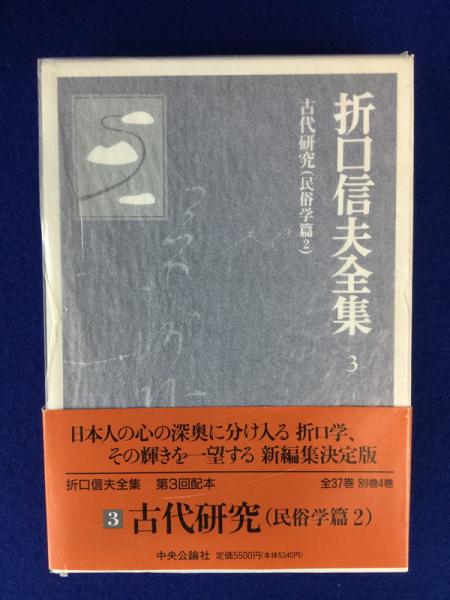 折口信夫全集 3
古代研究(民俗学篇2)
日本人の心の深奥に分け入る 折口学、
その輝きを一望する 新編集決定版
折口信夫全集 第3回配本 全37巻 別巻4巻
3 古代研究(民俗学篇2)
中央公論社 定価5500円(本体5340円)